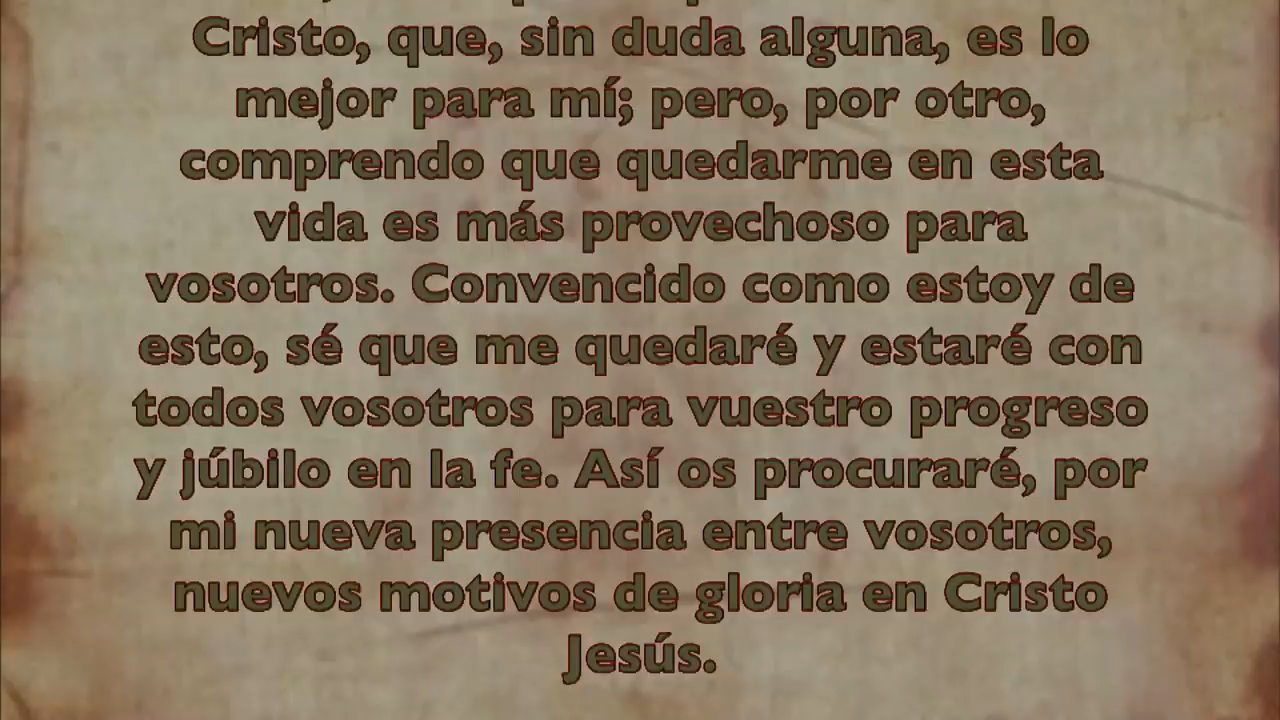 Cristo, que, sin duda alguna, es lo
mejor para mí; pero, por otro,
comprendo que quedarme en esta
vida es más provechoso para
vosotros. Convencido como estoy de
esto, sé que me quedaré y estaré con
todos vosotros para vuestro progreso
y júbilo en la fe. Así os procuraré, por
mi nueva presencia entre vosotros,
nuevos motivos de gloria en Cristo
Jesús.